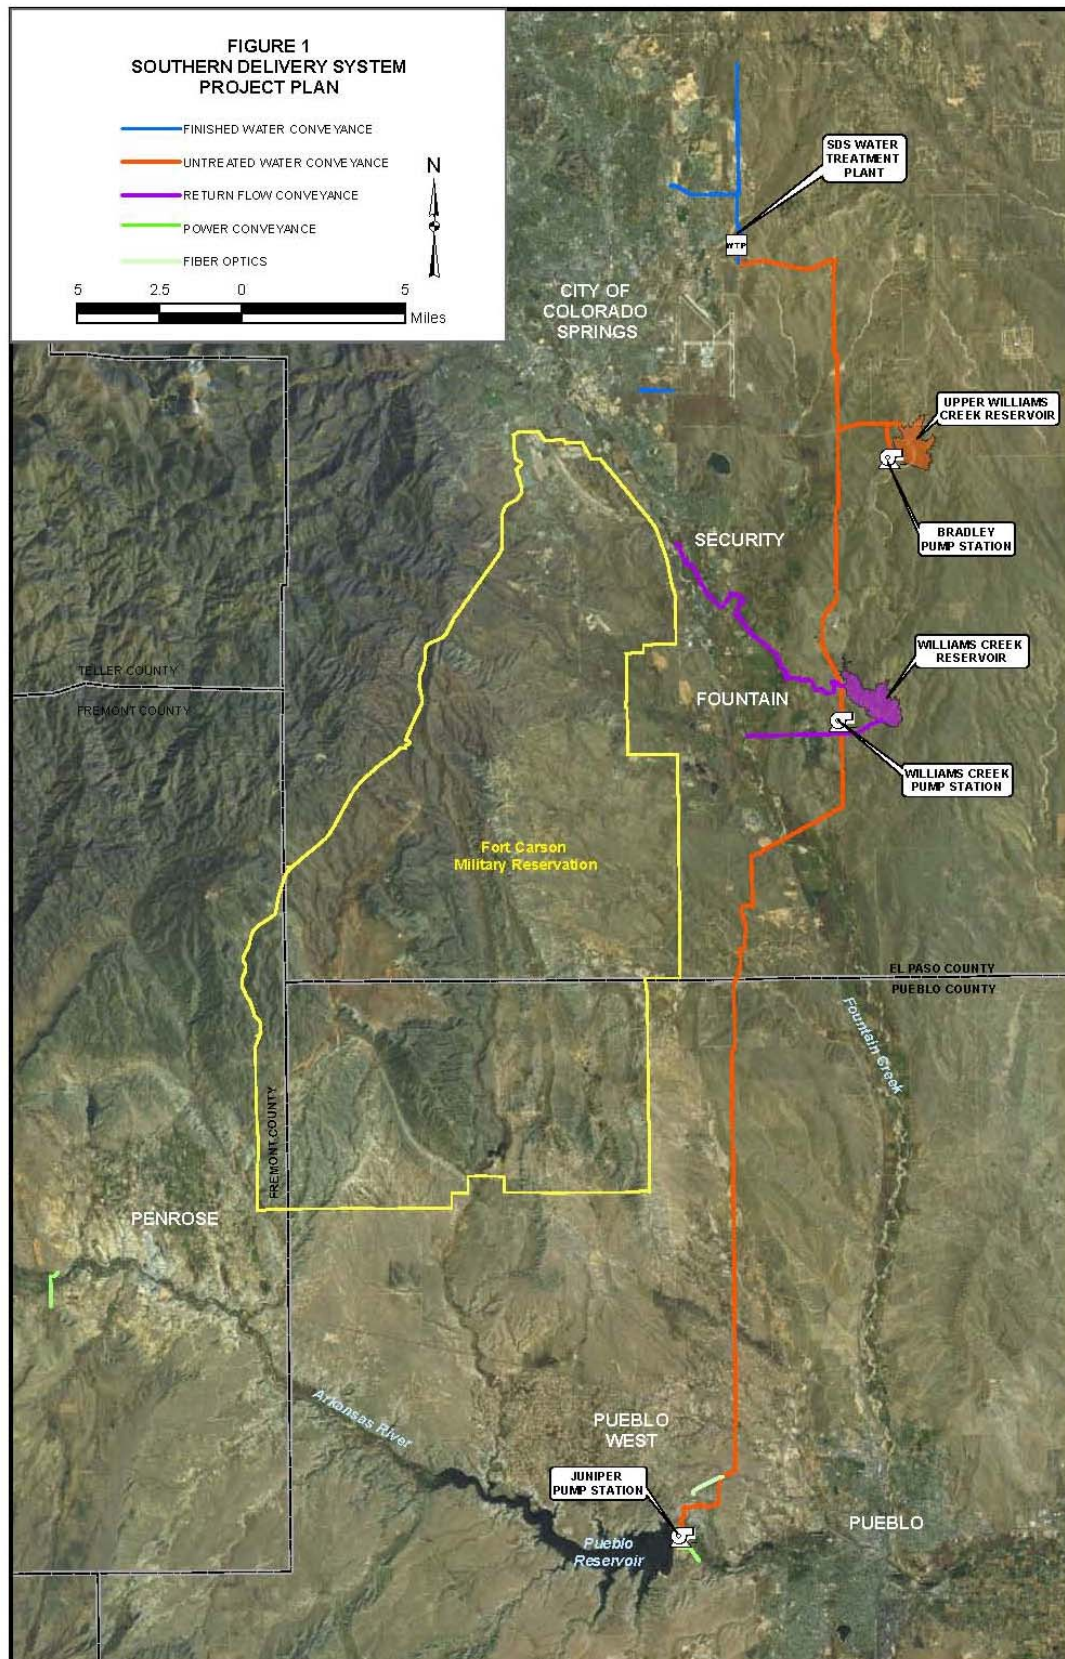 FIGURE 1
SOUTHERN DELIVERY SYSTEM
PROJECT PLAN
FINISHED WATER CONVEYANCE
UNTREATED WATER CONVEYANCE
RETURN FLOW CONVEYANCE
POWER CONVEYANCE
FIBER OPTICS
N
5 2.5 0 5
Miles
SDS WATER
TREATMENT
PLANT
WTP
CITY OF
COLORADO
SPRINGS
UPPER WILLIAMS
CREEK RESERVOIR
BRADLEY
PUMP STATION
SECURITY
WILLIAMS CREEK
RESERVOIR
TELLER COUNTY
FREMONT COUNTY
FOUNTAIN
WILLIAMS CREEK
PUMP STATION
Fort Carson
Military Reservation
EL PASO COUNTY
PUEBLO COUNTY
Fountain Creek
FREMONT COUNTY
PENROSE
Arkansas River
PUEBLO
WEST
JUNIPER
PUMP STATION
Pueblo
Reservoir
PUEBLO